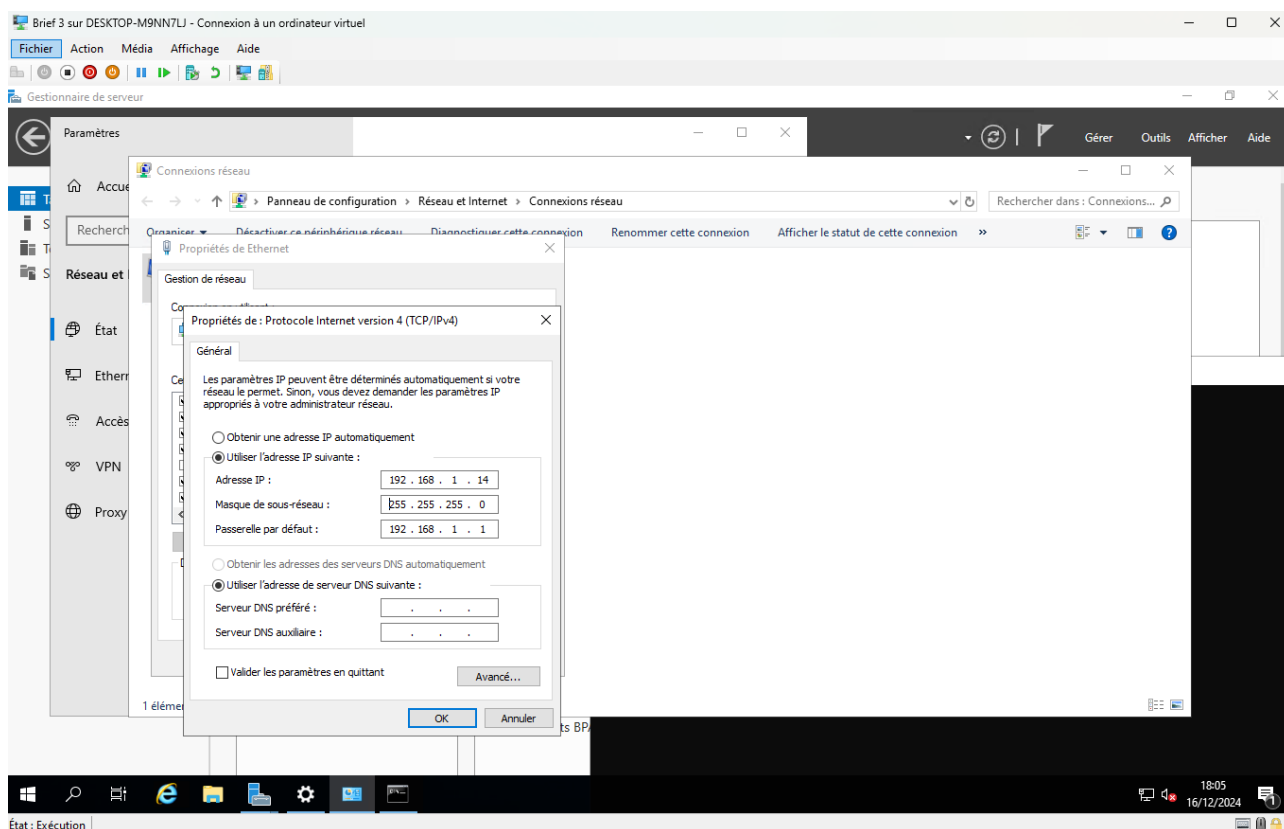 Brief 3 sur DESKTOP-M9NN7LJ - Connexion à un ordinateur virtuel
Fichier Action Média Affichage Aide
Gestionnaire de serveur
Paramètres
Gérer Outils Afficher Aide
Connexions réseau
Accue
Panneau de configuration > Réseau et Internet > Connexions réseau
Rechercher dans : Connexions...
Recherch
Organiser Désactiver ce périphérique réseau Diagnostiquer cette connexion Renommer cette connexion Afficher le statut de cette connexion »
Propriétés de Ethernet
Réseau et
Gestion de réseau
Propriétés de : Protocole Internet version 4 (TCP/IPv4)
État
Général
Ethern
Ce
Les paramètres IP peuvent être déterminés automatiquement si votre
réseau le permet. Sinon, vous devez demander les paramètres IP
appropriés à votre administrateur réseau.
Accès
Obtenir une adresse IP automatiquement
Utiliser l'adresse IP suivante :
VPN
Adresse IP : 192 . 168 . 1 . 14
Masque de sous-réseau : 255 . 255 . 255 . 0
Proxy
Passerelle par défaut : 192 . 168 . 1 . 1
Obtenir les adresses des serveurs DNS automatiquement
Utiliser l'adresse de serveur DNS suivante :
Serveur DNS préféré : . . .
Serveur DNS auxiliaire : . . .
Valider les paramètres en quittant
Avancé...
1 éléme
OK Annuler
ts BPA
18:05
16/12/2024
1
État : Exécution